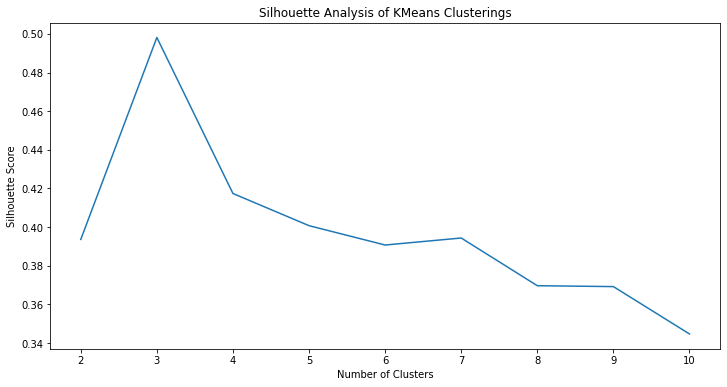 Silhouette Analysis of KMeans Clusterings
0.50
0.48
0.46
0.44
0.42
0.40
0.38
0.36
0.34
Silhouette Score
2 3 4 5 6 7 8 9 10
Number of Clusters